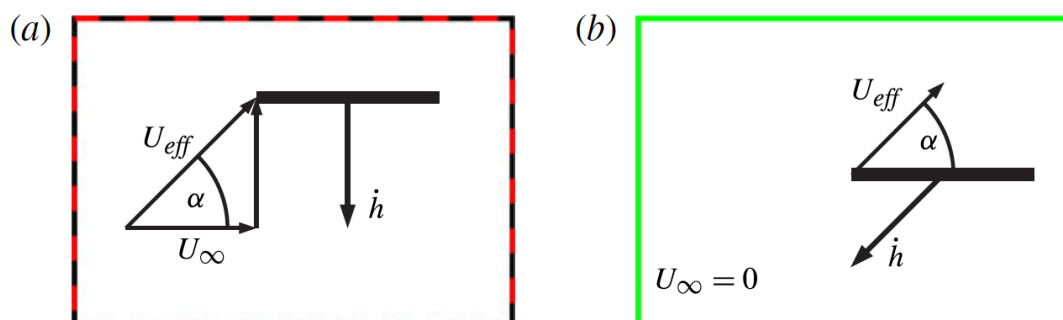 (a)
U_eff
α
ḣ
U_∞
(b)
U_eff
α
ḣ
U_∞ = 0